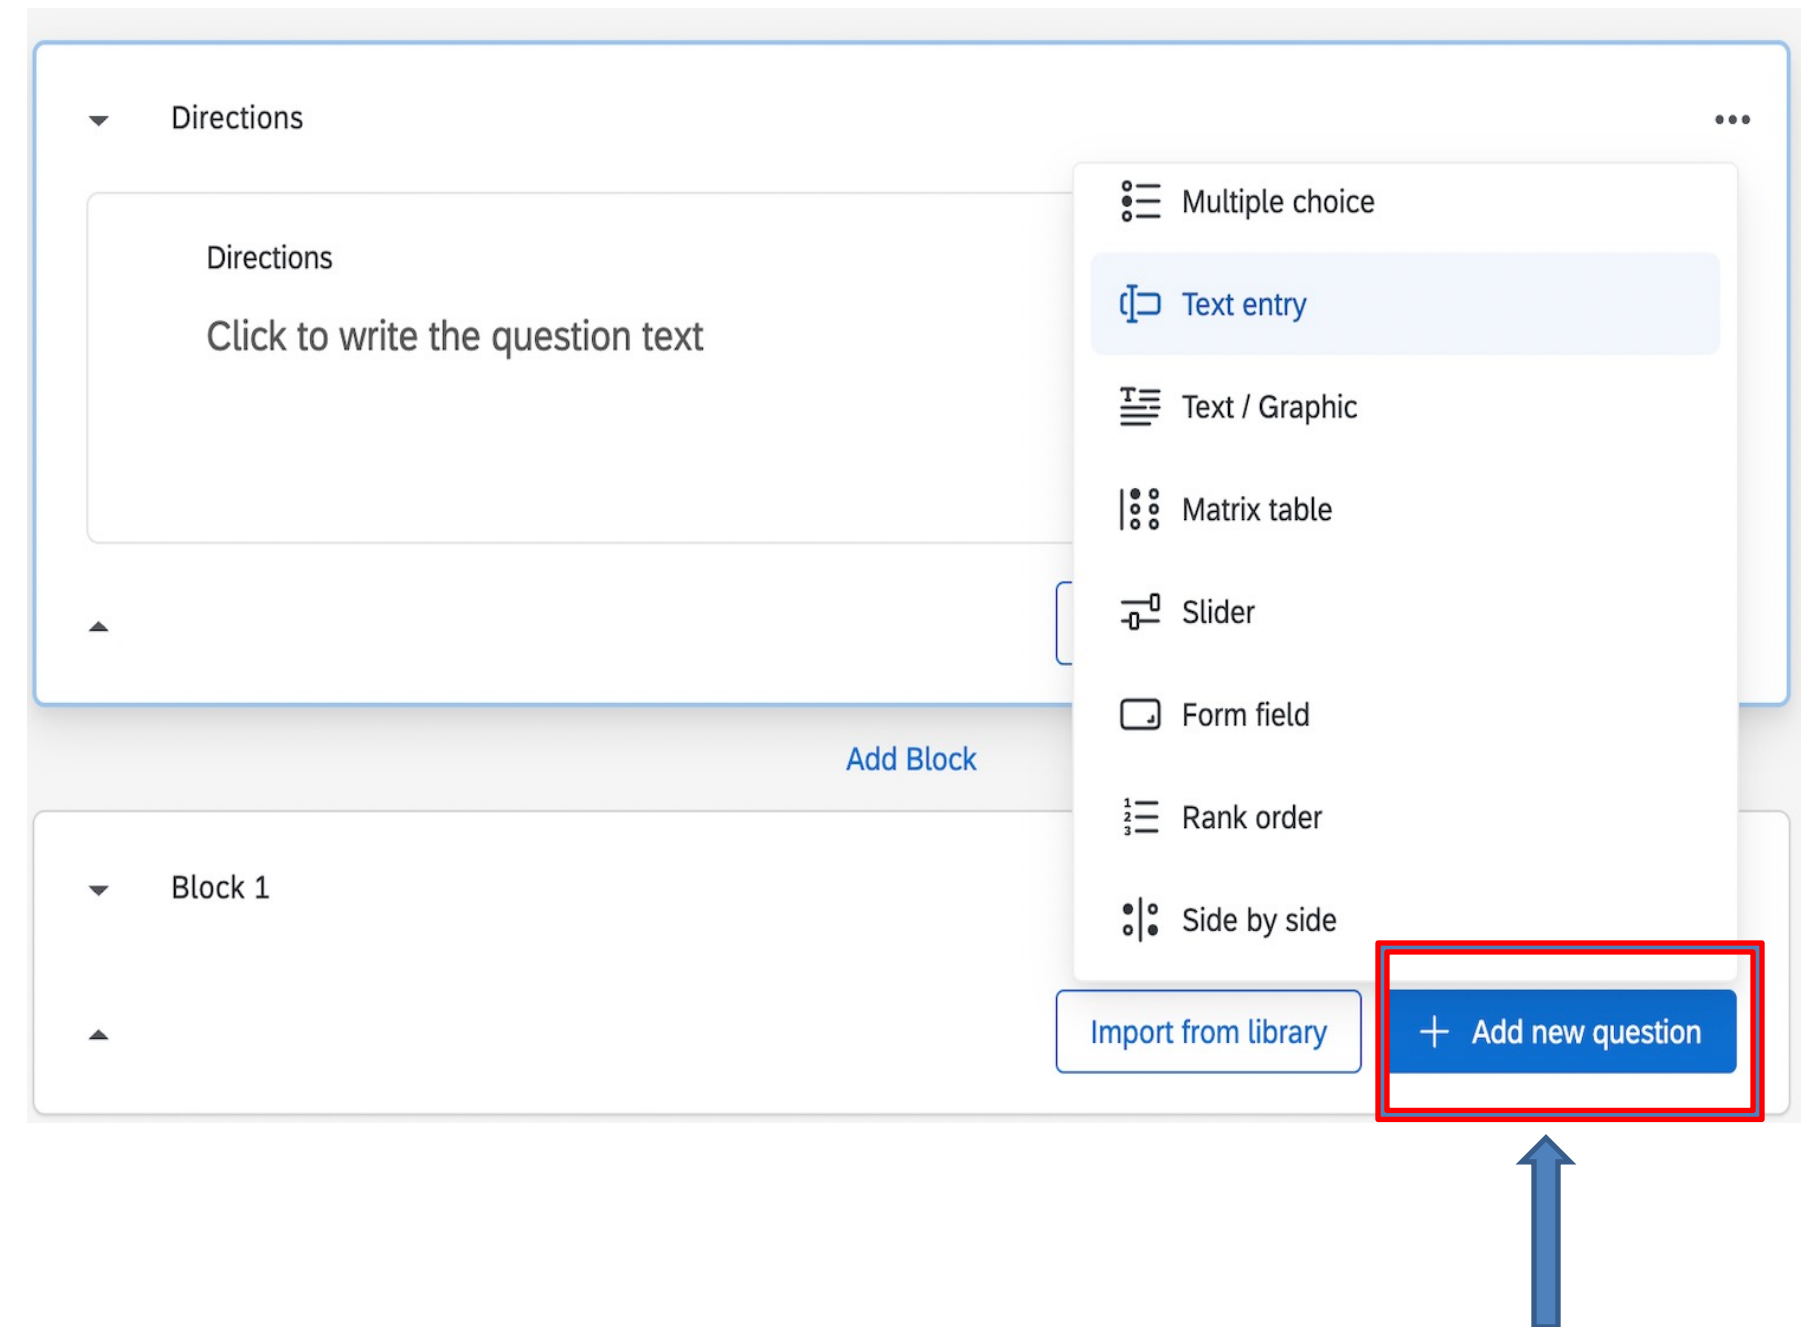 Directions
Directions
Click to write the question text
Multiple choice
Text entry
Text / Graphic
Matrix table
Slider
Form field
Rank order
Side by side
Add Block
Block 1
Import from library
+ Add new question